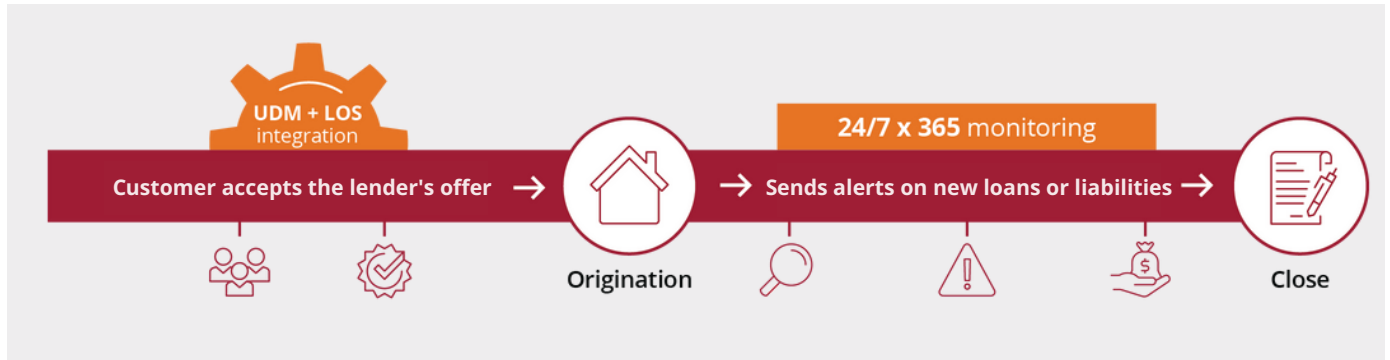 UDM + LOS
integration
24/7 x 365 monitoring
Customer accepts the lender's offer
Sends alerts on new loans or liabilities
$
Origination
Close